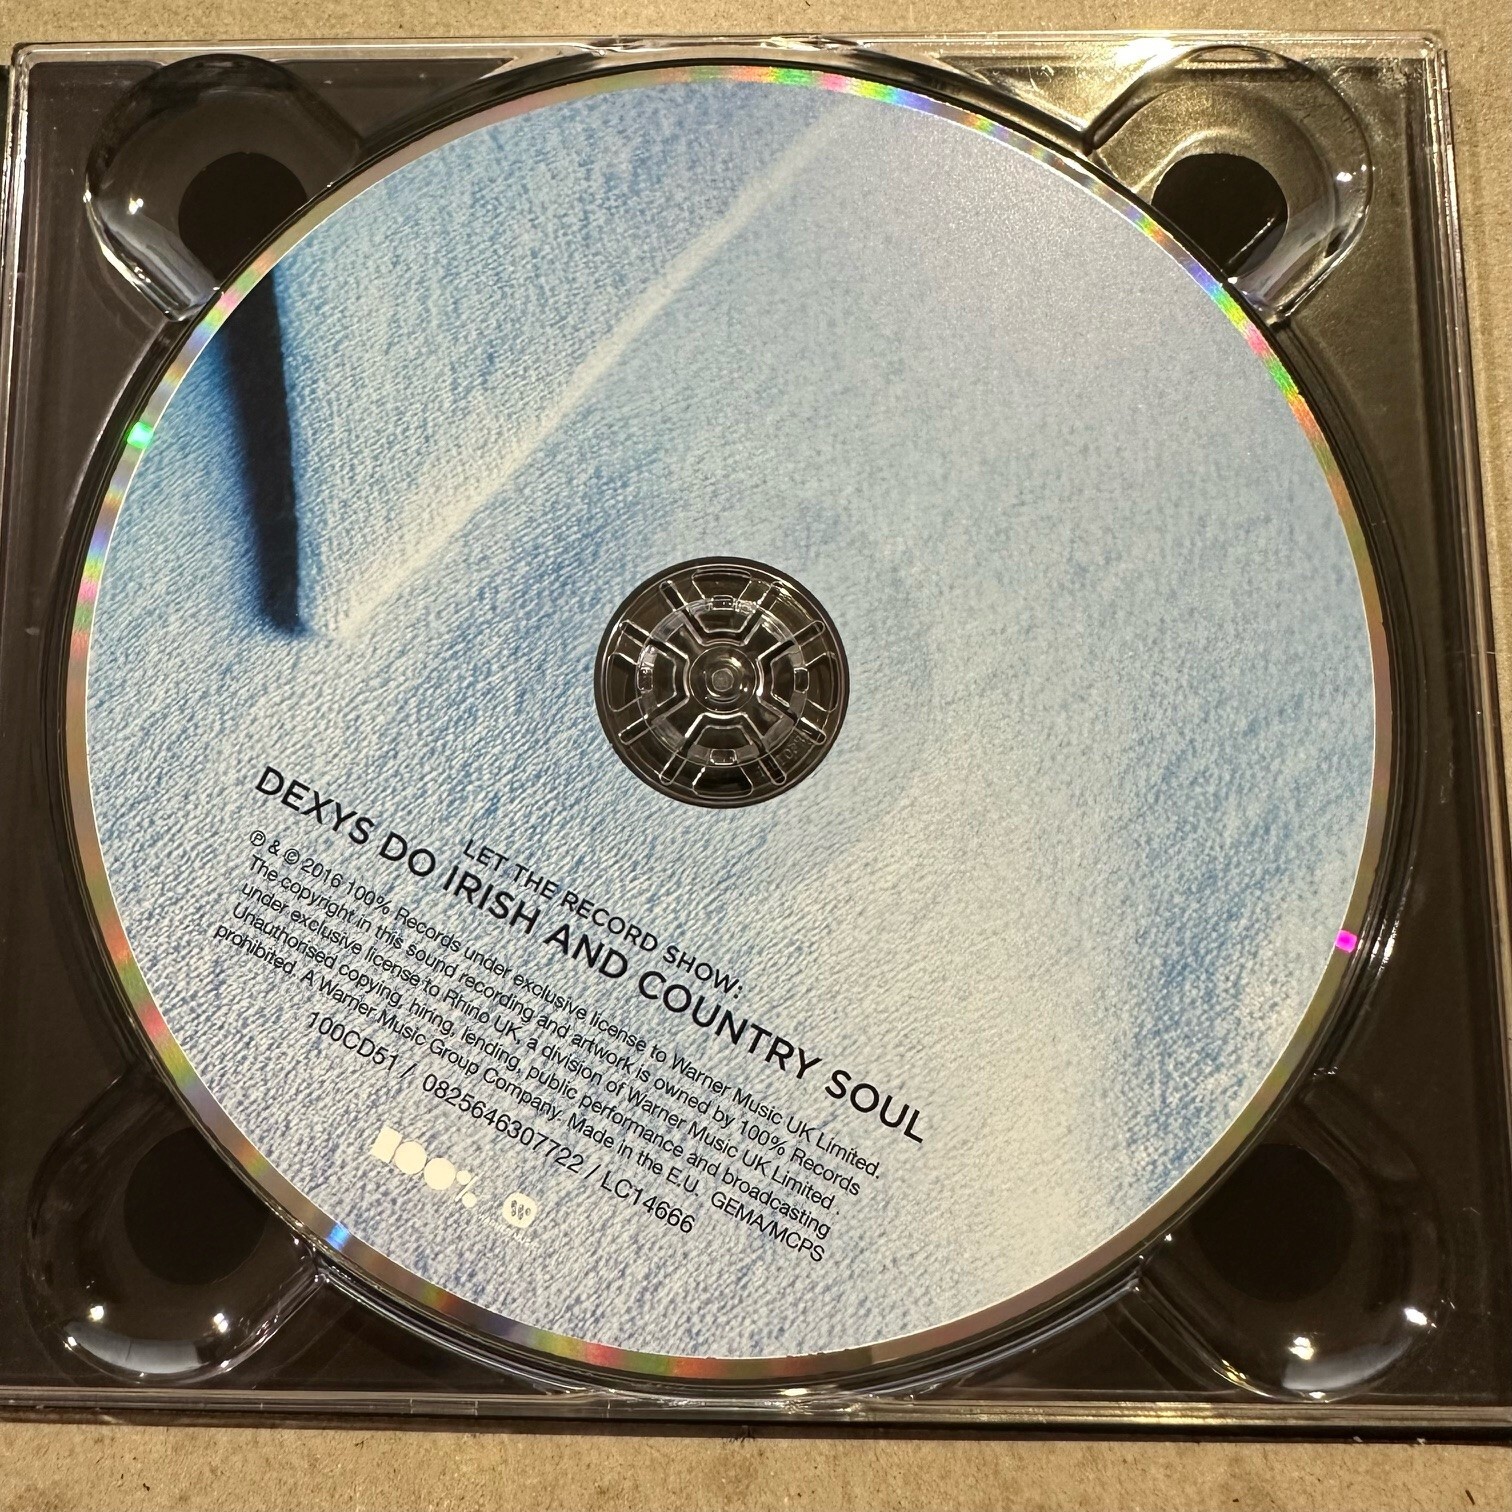 LET THE RECORD SHOW:
DEXYS DO IRISH AND COUNTRY SOUL
℗ & © 2016 100% Records under exclusive license to Warner Music UK Limited.
The copyright in this sound recording and artwork is owned by 100% Records
under exclusive license to Rhino UK, a division of Warner Music UK Limited .
Unauthorised copying, hiring, lending, public performance and broadcasting
prohibited. A Warner Music Group Company. Made in the E.U. GEMA/MCPS
100CD51 / 0825646307722 / LC14666
100%